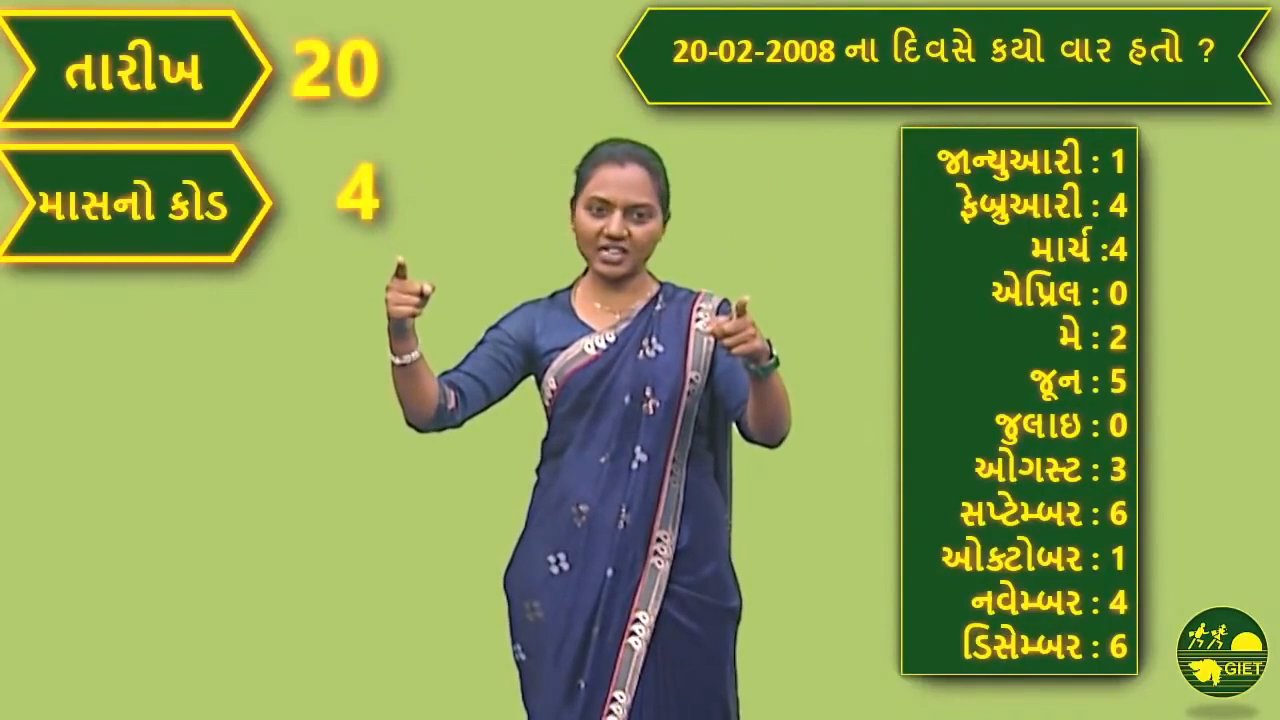 તારીખ 20
20-02-2008 ના દિવસે કયો વાર હતો ?
માસનો કોડ 4
જાન્યુઆરી : 1
ફેબ્રુઆરી : 4
માર્ચ :4
એપ્રિલ : 0
મે : 2
જૂન : 5
જુલાઇ : 0
ઓગસ્ટ : 3
સપ્ટેમ્બર : 6
ઓક્ટોબર : 1
નવેમ્બર : 4
ડિસેમ્બર : 6
GIET